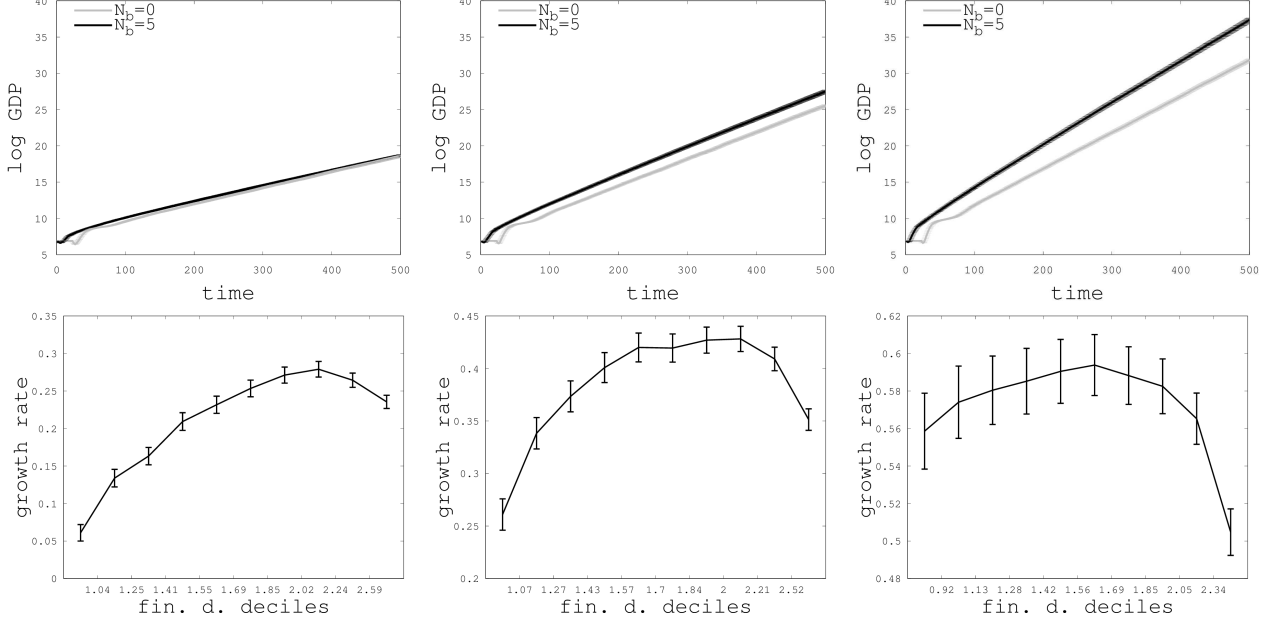 40
35
30
25
20
15
10
5
log GDP
N_b=0
N_b=5
0 100 200 300 400 500
time
40
35
30
25
20
15
10
5
log GDP
N_b=0
N_b=5
0 100 200 300 400 500
time
40
35
30
25
20
15
10
5
log GDP
N_b=0
N_b=5
0 100 200 300 400 500
time
0.35
0.3
0.25
0.2
0.15
0.1
0.05
0
growth rate
1.04 1.25 1.41 1.55 1.68 1.85 2.02 2.24 2.59
fin. d. deciles
0.45
0.4
0.35
0.3
0.25
0.2
growth rate
1.07 1.27 1.43 1.57 1.7 1.84 2 2.21 2.52
fin. d. deciles
0.62
0.6
0.58
0.56
0.54
0.52
0.5
0.48
growth rate
0.92 1.13 1.28 1.42 1.56 1.69 1.85 2.05 2.34
fin. d. deciles